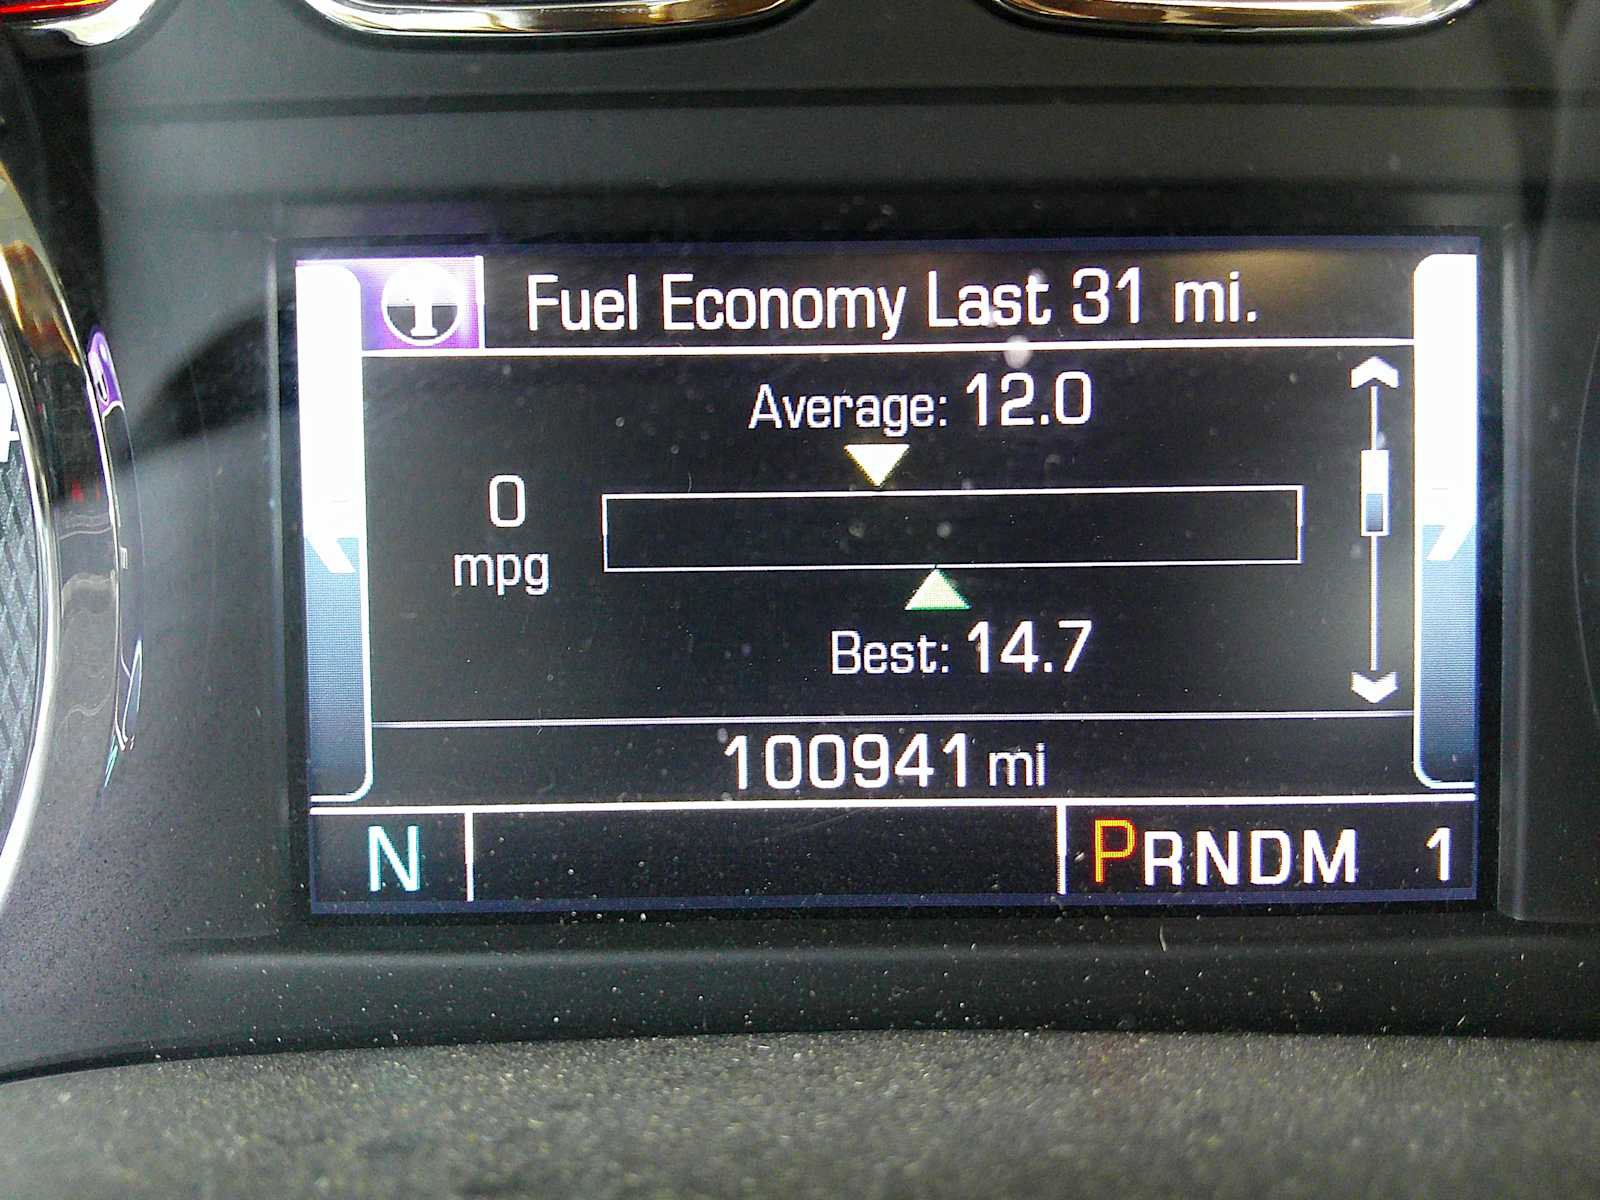 Fuel Economy Last 31 mi.
Average: 12.0
0
mpg
Best: 14.7
100941 mi
N
PRNDM 1